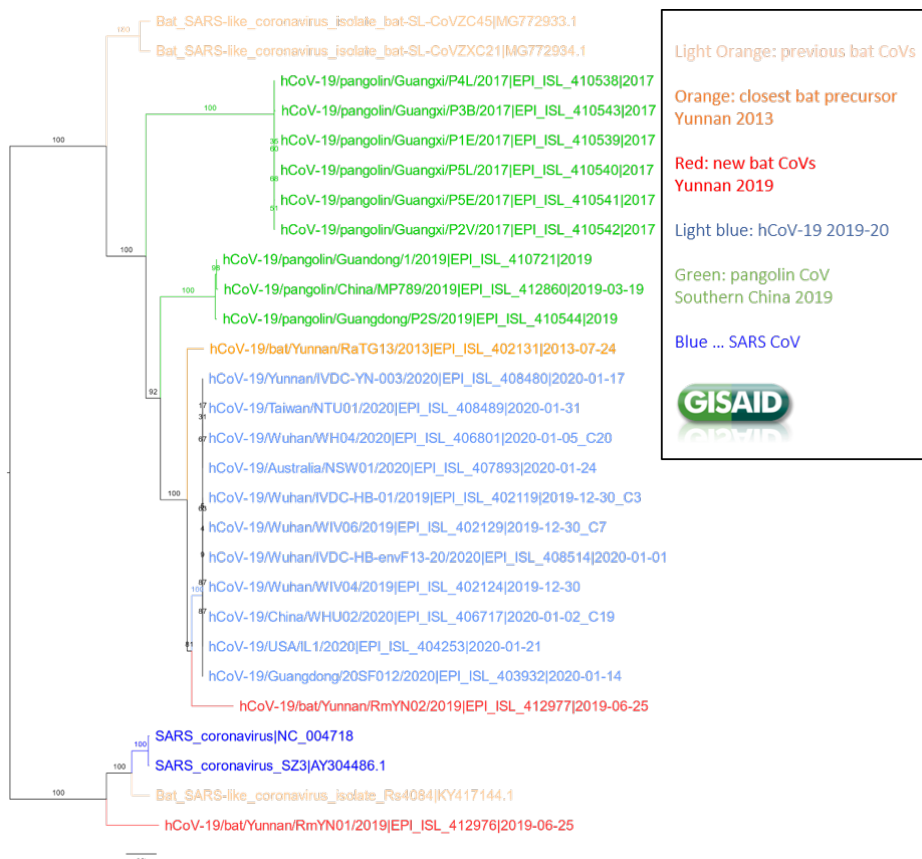 Bat_SARS-like_coronavirus_isolate_bat-SL-CoVZC45|MG772933.1
Bat_SARS-like_coronavirus_isolate_bat-SL-CoVZXC21|MG772934.1
hCoV-19/pangolin/Guangxi/P4L/2017|EPI_ISL_410538|2017
100
hCoV-19/pangolin/Guangxi/P3B/2017|EPI_ISL_410543|2017
hCoV-19/pangolin/Guangxi/P1E/2017|EPI_ISL_410539|2017
100
hCoV-19/pangolin/Guangxi/P5L/2017|EPI_ISL_410540|2017
68
hCoV-19/pangolin/Guangxi/P5E/2017|EPI_ISL_410541|2017
51
hCoV-19/pangolin/Guangxi/P2V/2017|EPI_ISL_410542|2017
100
hCoV-19/pangolin/Guandong/1/2019|EPI_ISL_410721|2019
98
hCoV-19/pangolin/China/MP789/2019|EPI_ISL_412860|2019-03-19
100
hCoV-19/pangolin/Guangdong/P2S/2019|EPI_ISL_410544|2019
hCoV-19/bat/Yunnan/RaTG13/2013|EPI_ISL_402131|2013-07-24
hCoV-19/Yunnan/IVDC-YN-003/2020|EPI_ISL_408480|2020-01-17
92
17
hCoV-19/Taiwan/NTU01/2020|EPI_ISL_408489|2020-01-31
31
hCoV-19/Wuhan/WH04/2020|EPI_ISL_406801|2020-01-05_C20
67
hCoV-19/Australia/NSW01/2020|EPI_ISL_407893|2020-01-24
100
hCoV-19/Wuhan/IVDC-HB-01/2019|EPI_ISL_402119|2019-12-30_C3
hCoV-19/Wuhan/WIV06/2019|EPI_ISL_402129|2019-12-30_C7
4
hCoV-19/Wuhan/IVDC-HB-envF13-20/2020|EPI_ISL_408514|2020-01-01
9
hCoV-19/Wuhan/WIV04/2019|EPI_ISL_402124|2019-12-30
87
100
hCoV-19/China/WHU02/2020|EPI_ISL_406717|2020-01-02_C19
87
hCoV-19/USA/IL1/2020|EPI_ISL_404253|2020-01-21
81
hCoV-19/Guangdong/20SF012/2020|EPI_ISL_403932|2020-01-14
hCoV-19/bat/Yunnan/RmYN02/2019|EPI_ISL_412977|2019-06-25
SARS_coronavirus|NC_004718
100
SARS_coronavirus_SZ3|AY304486.1
100
Bat_SARS-like_coronavirus_isolate_Rs4084|KY417144.1
100
hCoV-19/bat/Yunnan/RmYN01/2019|EPI_ISL_412976|2019-06-25
Light Orange: previous bat CoVs
Orange: closest bat precursor
Yunnan 2013
Red: new bat CoVs
Yunnan 2019
Light blue: hCoV-19 2019-20
Green: pangolin CoV
Southern China 2019
Blue ... SARS CoV
GISAID